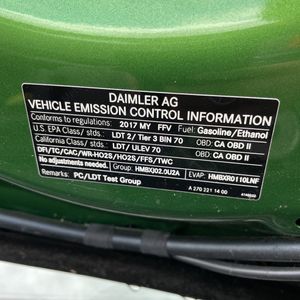 DAIMLER AG
VEHICLE EMISSION CONTROL INFORMATION
Conforms to regulations: 2017 MY FFV Fuel: Gasoline/Ethanol
U.S. EPA Class/ stds.: LDT 2/ Tier 3 BIN 70 OBD: CA OBD II
California Class/ stds.: LDT/ ULEV 70 OBD: CA OBD II
DFI/TC/CAC/WR-HO2S/HO2S/FFS/TWC
No adjustments needed.
Group: HMBXJ02.0U2A EVAP: HMBXR0110LNF
Remarks: PC/LDT Test Group
A 270 221 14 00